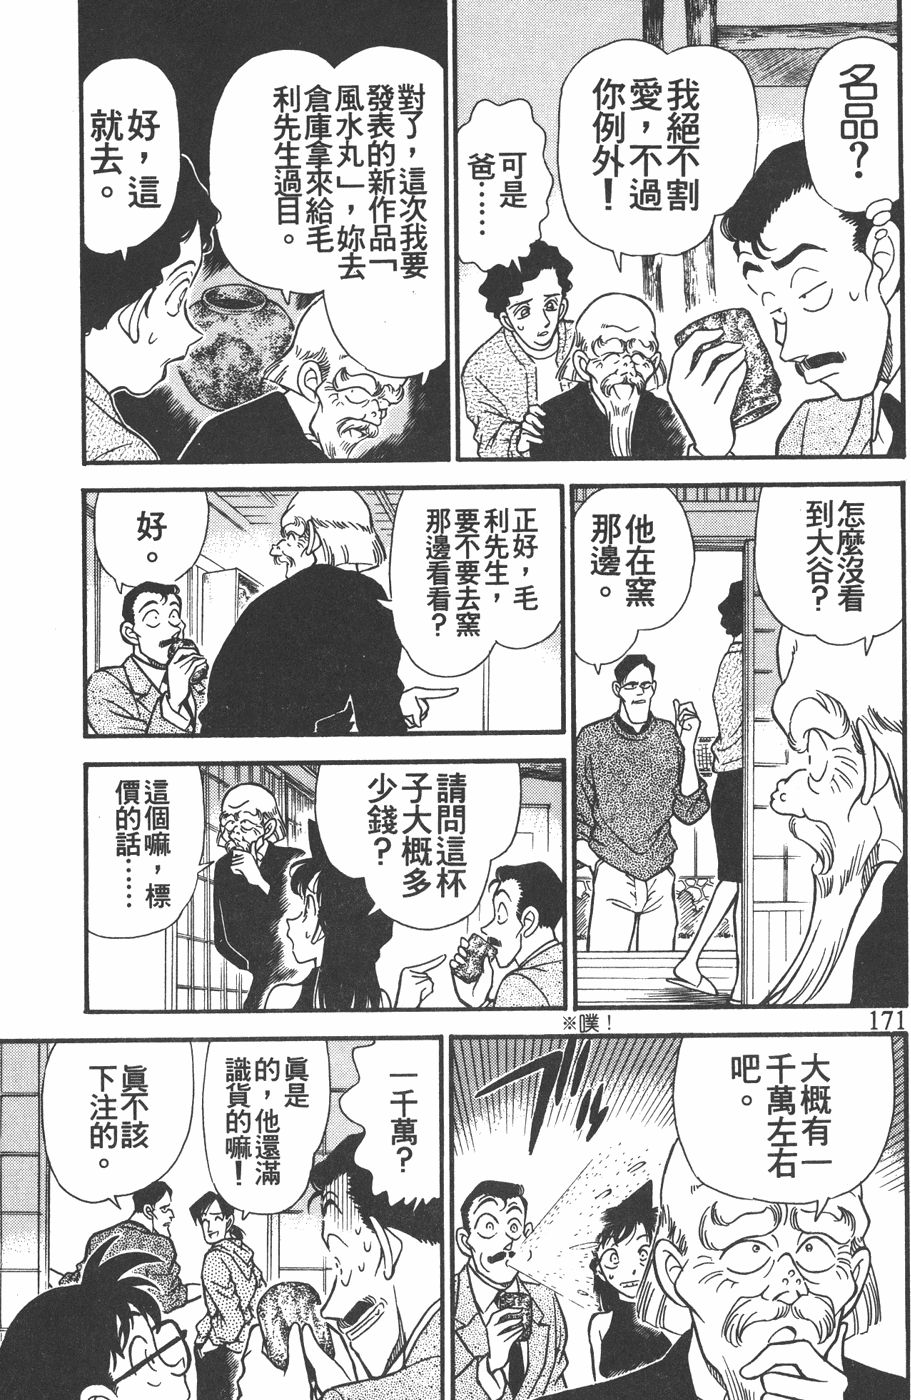 名品？
我絕不割
愛，不過
你例外！
可是
爸……
對了，這次我要
發表的新作品「
風水丸」，妳去
倉庫拿來給毛
利先生過目。
好，這
就去。
怎麼沒看
到大谷？
他在窯
那邊。
正好，毛
利先生，
要不要去窯
那邊看看？
好。
請問這杯
子大概多
少錢？
這個嘛，標
價的話……
※噗！
171
大概有一
千萬左右
吧。
一千萬？
真是
的，他還滿
識貨的嘛！
真不該
下注的。